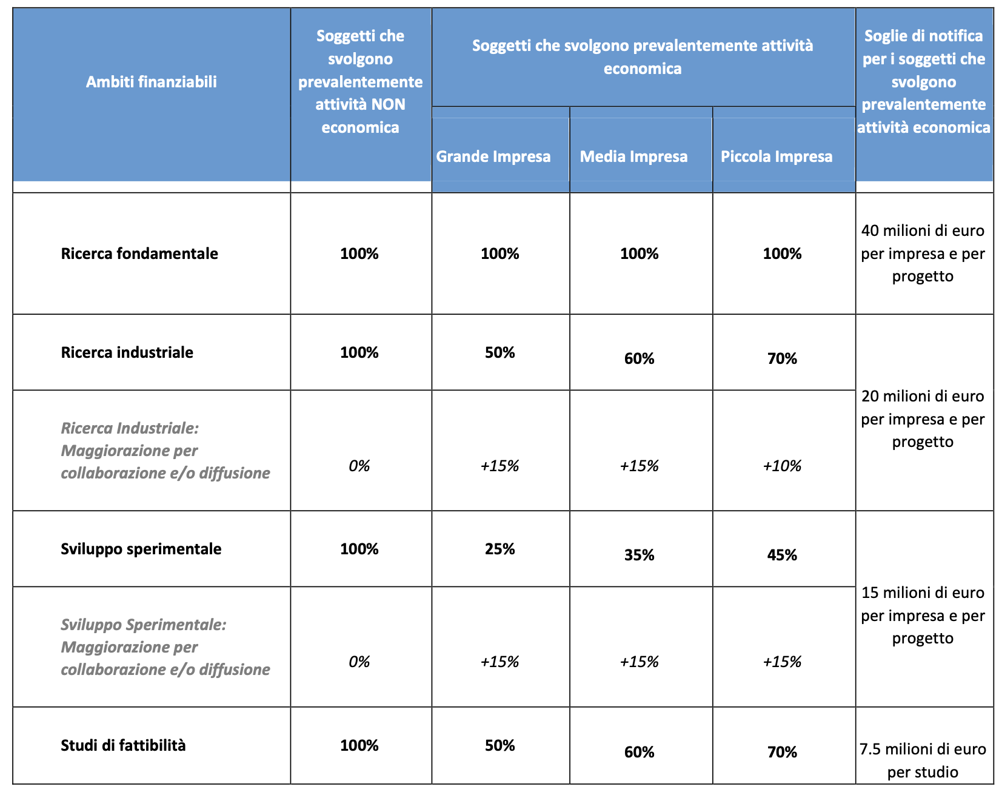 Ambiti finanziabili
Soggetti che
svolgono
prevalentemente
attività NON
economica
Soggetti che svolgono prevalentemente attività
economica
Soglie di notifica
per i soggetti che
svolgono
prevalentemente
attività economica
Grande Impresa
Media Impresa
Piccola Impresa
Ricerca fondamentale
100%
100%
100%
100%
40 milioni di euro
per impresa e per
progetto
Ricerca industriale
100%
50%
60%
70%
20 milioni di euro
per impresa e per
progetto
Ricerca Industriale:
Maggiorazione per
collaborazione e/o diffusione
0%
+15%
+15%
+10%
Sviluppo sperimentale
100%
25%
35%
45%
15 milioni di euro
per impresa e per
progetto
Sviluppo Sperimentale:
Maggiorazione per
collaborazione e/o diffusione
0%
+15%
+15%
+15%
Studi di fattibilità
100%
50%
60%
70%
7.5 milioni di euro
per studio